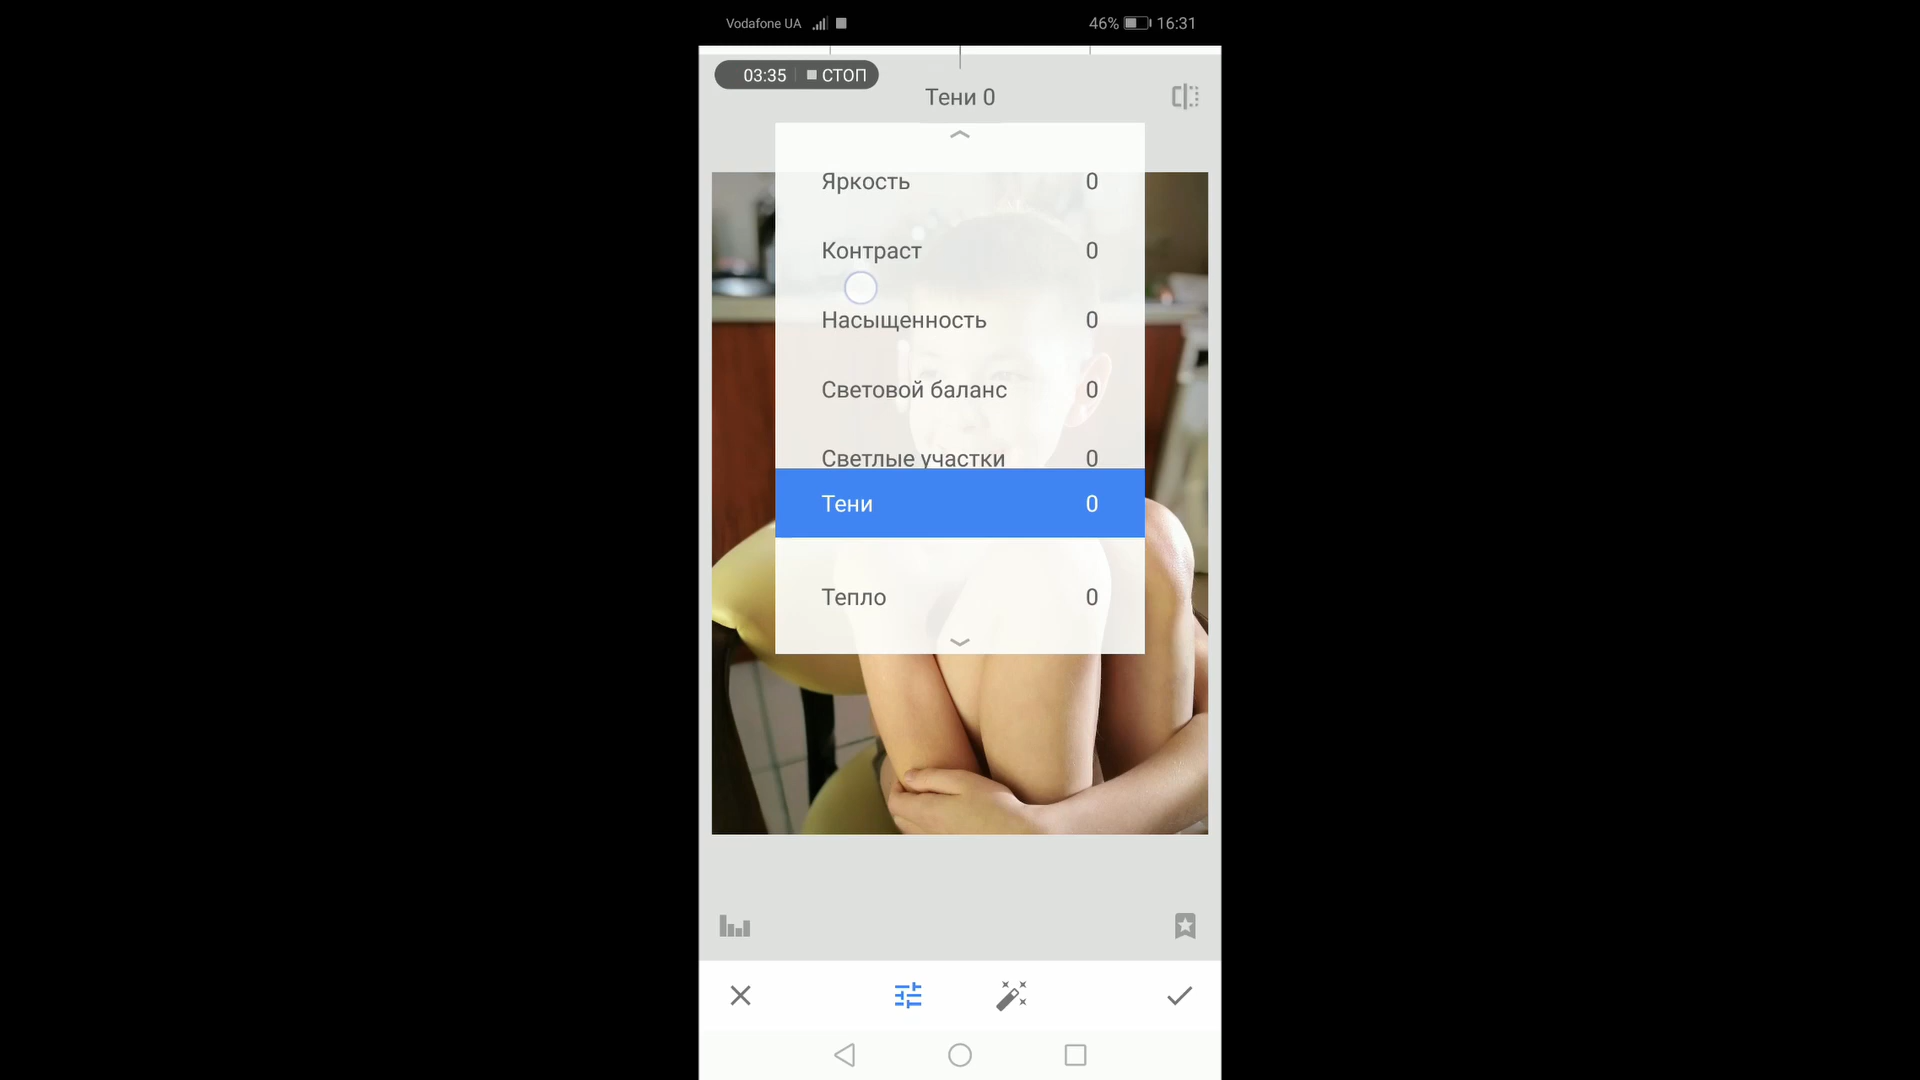 Vodafone UA 46% 16:31
03:35 СТОП
Тени 0
Яркость 0
Контраст 0
Насыщенность 0
Световой баланс 0
Светлые участки 0
Тени 0
Тепло 0